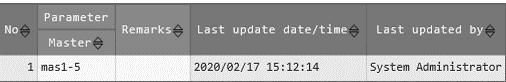 No
Parameter
Master
Remarks
Last update date/time
Last updated by
1 mas1-5 2020/02/17 15:12:14 System Administrator